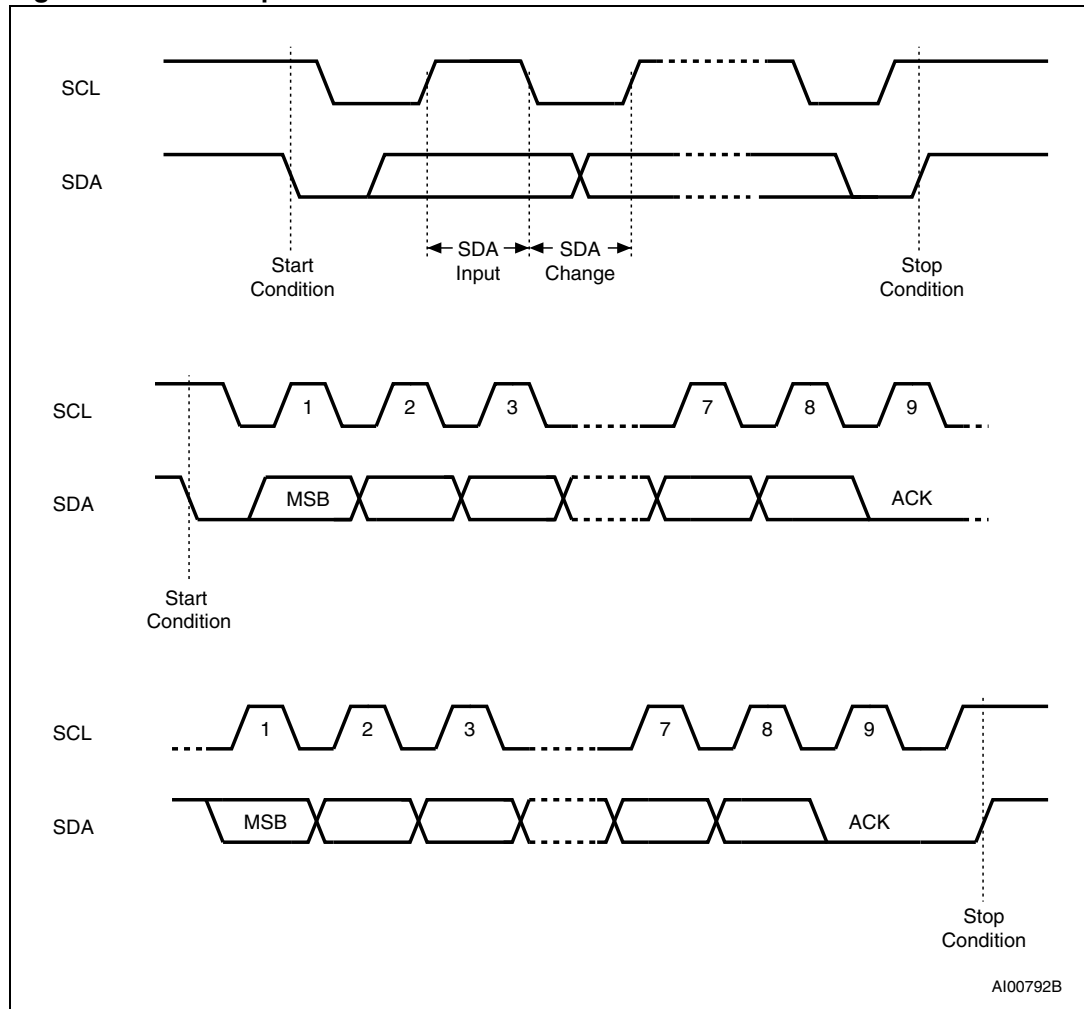 SCL
SDA
SDA Input
SDA Change
Start Condition
Stop Condition
SCL
1 2 3 7 8 9
SDA
MSB
ACK
Start Condition
SCL
1 2 3 7 8 9
SDA
MSB
ACK
Stop Condition
AI00792B